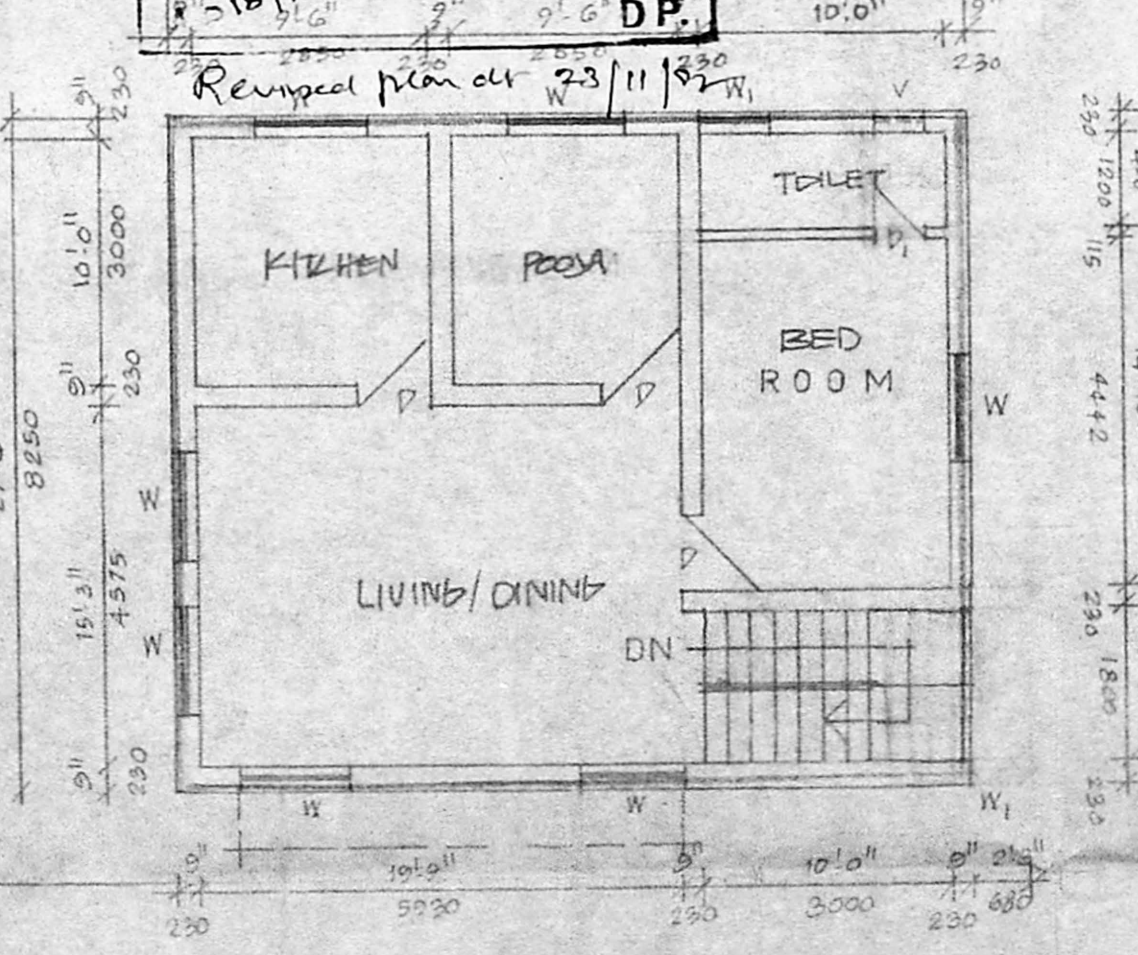 9'-6" 9" 9'-6" DP. 10'.0" 9"
230 2850 230 2850 230 230
Revised plan dt 23/11/82
W W1 V
9" 230
TOILET
D1
230 1200 115
10'.0" 3000
KITCHEN POOJA
BED
ROOM
9" 230
D D
W
4442
8250
W
D
15'.3" 4575
LIVING/DINING
W
DN
230 1800
9" 230
W W
W1
230
9" 19'.9" 9" 10'.0" 9" 2'.3"
230 5930 230 3000 230 680